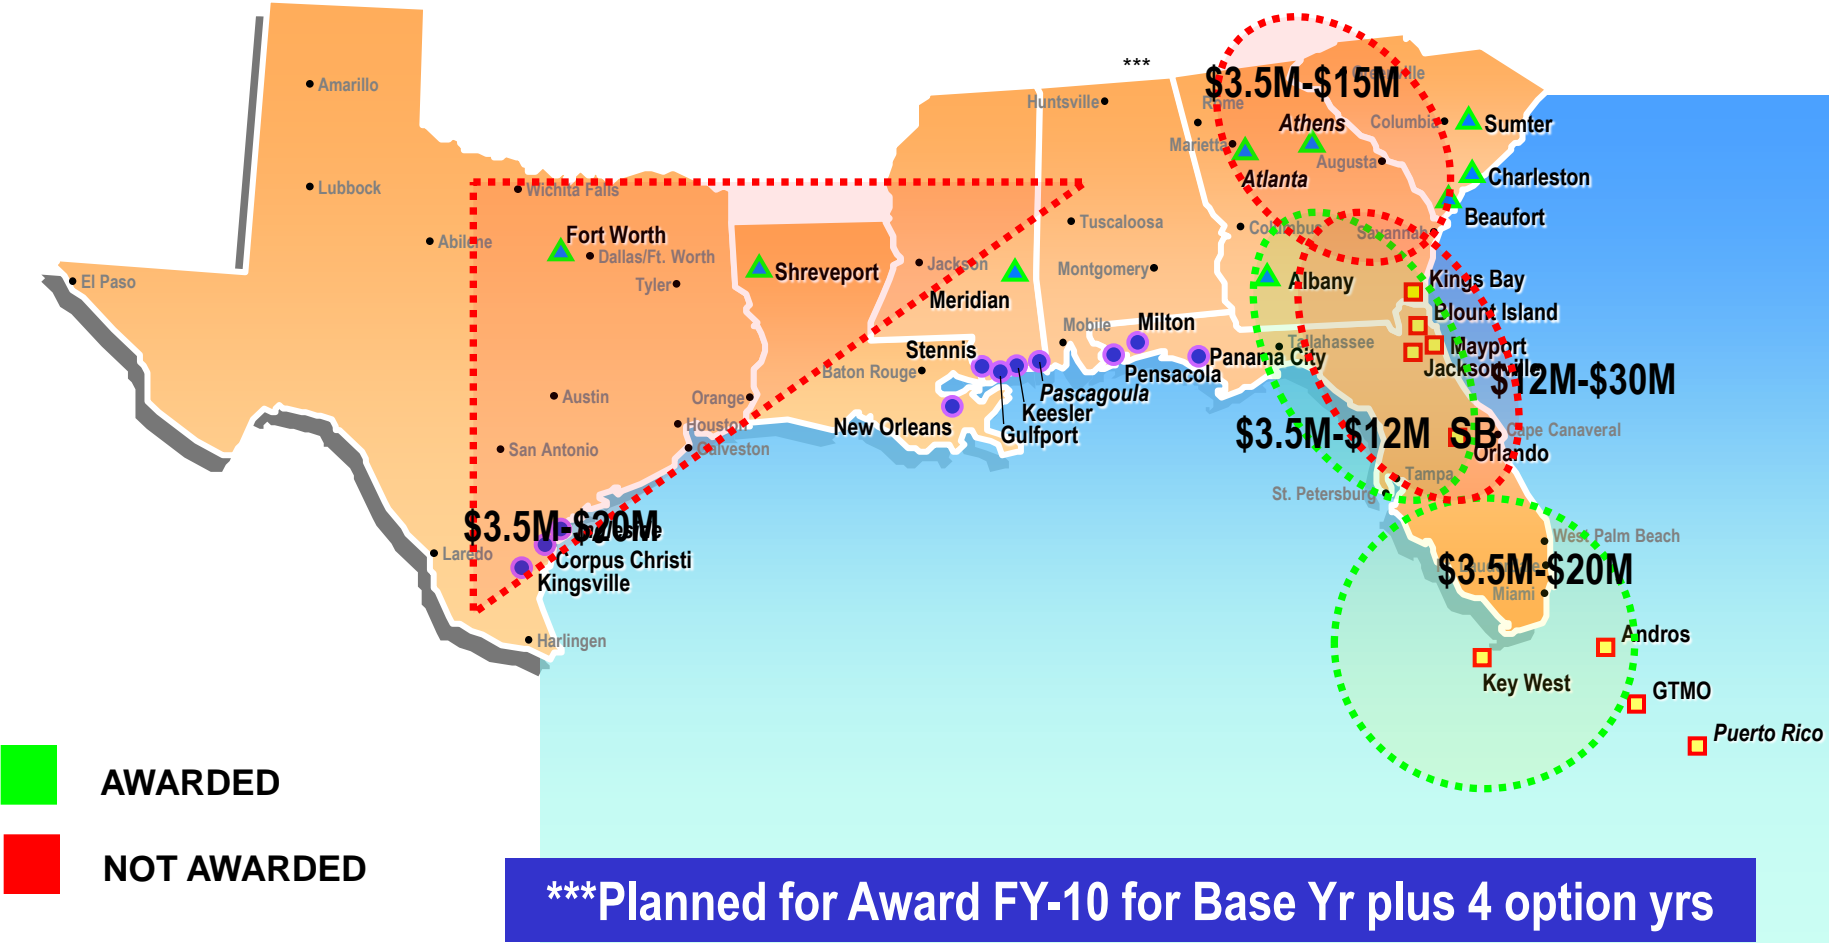 ***
$3.5M-$15M
Greenville
Amarillo
Huntsville
Rome
Athens
Columbia
Sumter
Marietta
Augusta
Atlanta
Charleston
Lubbock
Wichita Falls
Beaufort
Tuscaloosa
Columbus
Savannah
Fort Worth
Abilene
Dallas/Ft. Worth
Shreveport
Jackson
Montgomery
El Paso
Tyler
Albany
Kings Bay
Meridian
Blount Island
Mobile
Milton
Stennis
Tallahassee
Mayport
Panama City
Baton Rouge
Pensacola
Jacksonville
$12M-$30M
Pascagoula
Austin
Orange
Keesler
Houston
New Orleans
Gulfport
$3.5M-$12M SB
Cape Canaveral
San Antonio
Galveston
Orlando
Tampa
St. Petersburg
$3.5M-$20M
Ingleside
West Palm Beach
Laredo
Corpus Christi
$3.5M-$20M
Kingsville
Miami
Harlingen
Andros
Key West
GTMO
Puerto Rico
AWARDED
NOT AWARDED
***Planned for Award FY-10 for Base Yr plus 4 option yrs